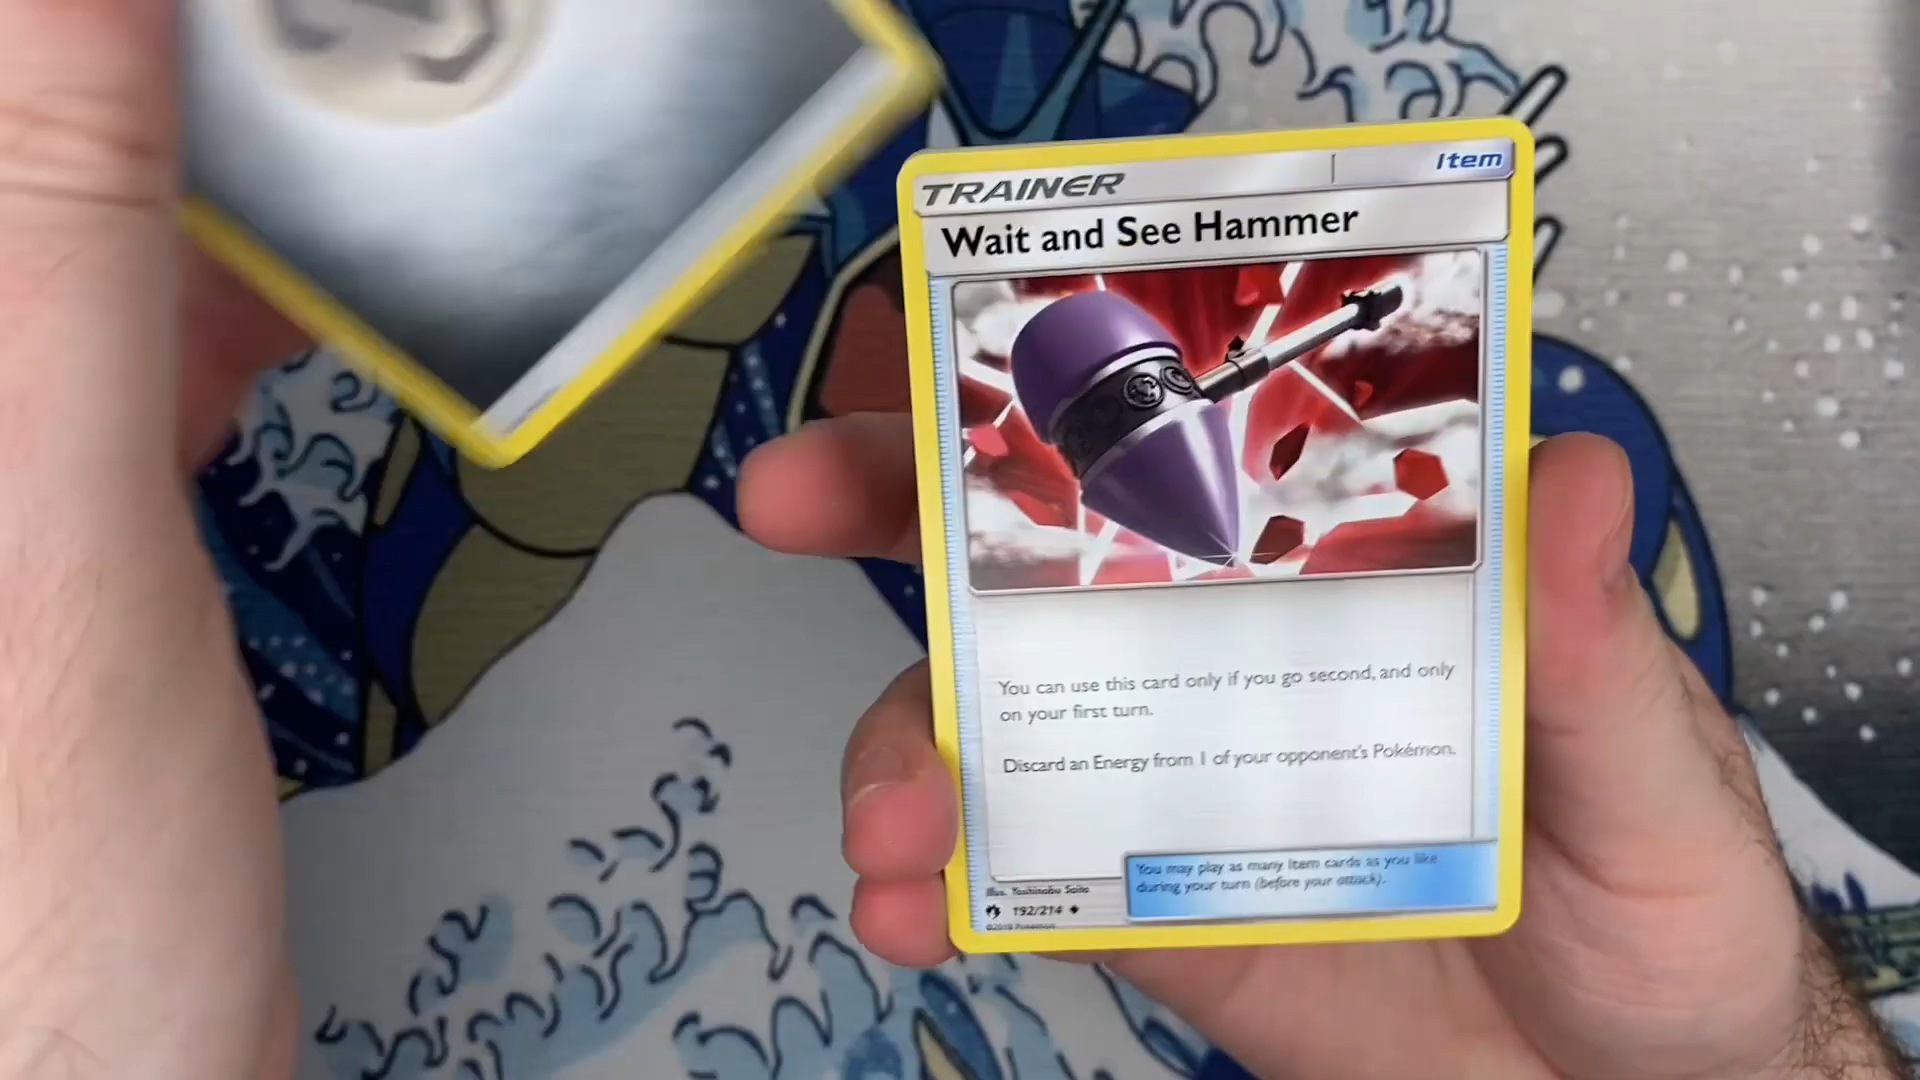 TRAINER
Item
Wait and See Hammer
You can use this card only if you go second, and only
on your first turn.
Discard an Energy from 1 of your opponent's Pokémon.
You may play as many Item cards as you like
during your turn (before your attack).
Illus. Yoshinobu Saito
192/214
©2019 Pokémon